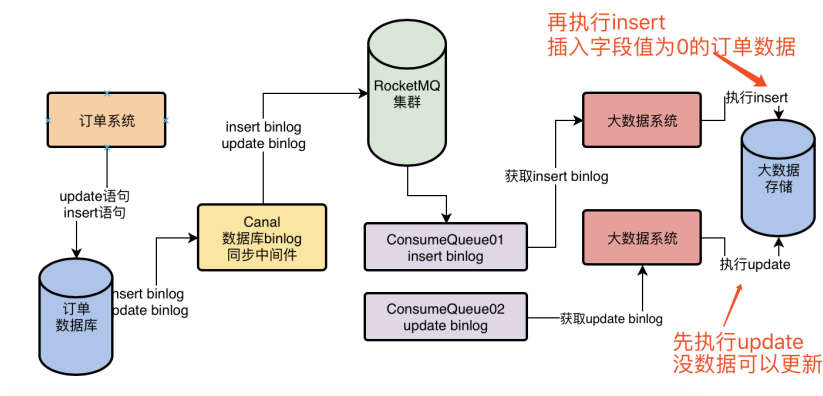 再执行insert
插入字段值为0的订单数据
RocketMQ
集群
订单系统
执行insert
大数据系统
insert binlog
update binlog
大数据
存储
获取insert binlog
update语句
insert语句
Canal
数据库binlog
同步中间件
ConsumeQueue01
insert binlog
大数据系统
执行update
nsert binlog
pdate binlog
订单
数据库
ConsumeQueue02
update binlog
获取update binlog
先执行update
没数据可以更新